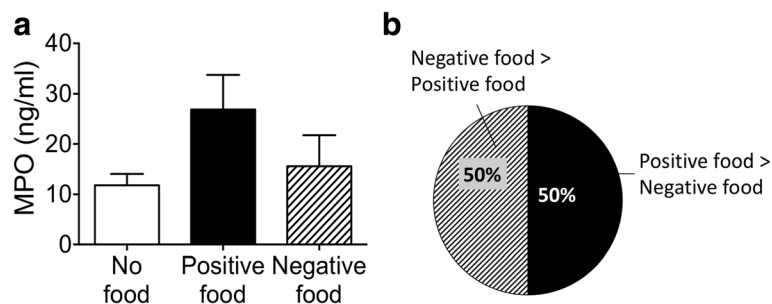 a
MPO (ng/ml)
40
30
20
10
0
No
food
Positive
food
Negative
food
b
Negative food >
Positive food
50%
50%
Positive food >
Negative food